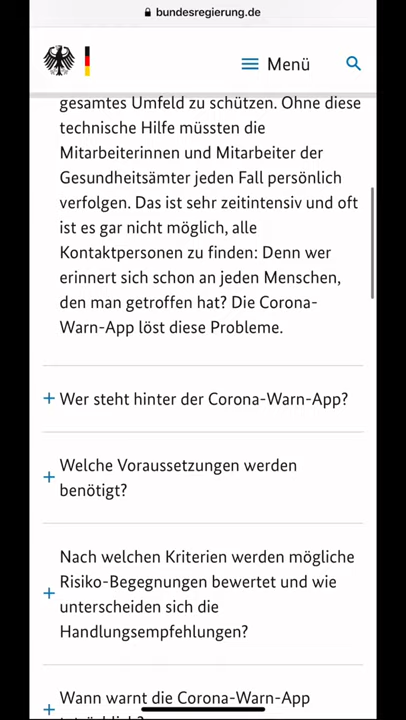 bundesregierung.de
Menü
gesamtes Umfeld zu schützen. Ohne diese
technische Hilfe müssten die
Mitarbeiterinnen und Mitarbeiter der
Gesundheitsämter jeden Fall persönlich
verfolgen. Das ist sehr zeitintensiv und oft
ist es gar nicht möglich, alle
Kontaktpersonen zu finden: Denn wer
erinnert sich schon an jeden Menschen,
den man getroffen hat? Die Corona-
Warn-App löst diese Probleme.
+ Wer steht hinter der Corona-Warn-App?
+ Welche Voraussetzungen werden
benötigt?
+ Nach welchen Kriterien werden mögliche
Risiko-Begegnungen bewertet und wie
unterscheiden sich die
Handlungsempfehlungen?
+ Wann warnt die Corona-Warn-App